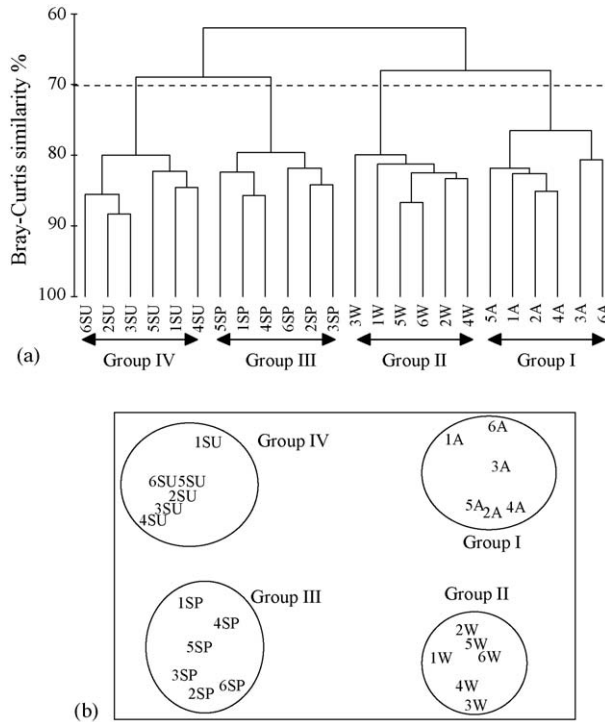 60
70
80
90
100
Bray-Curtis similarity %
6SU 2SU 3SU 5SU 1SU 4SU 5SP 1SP 4SP 6SP 2SP 3SP 3W 1W 5W 6W 2W 4W 5A 1A 2A 4A 3A 6A
(a)
Group IV Group III Group II Group I
1SU
Group IV
6SU5SU
2SU
3SU
4SU
6A
1A
3A
5A 4A
2A
Group I
Group III
1SP
4SP
5SP
3SP
6SP
2SP
Group II
2W
5W
1W 6W
4W
3W
(b)